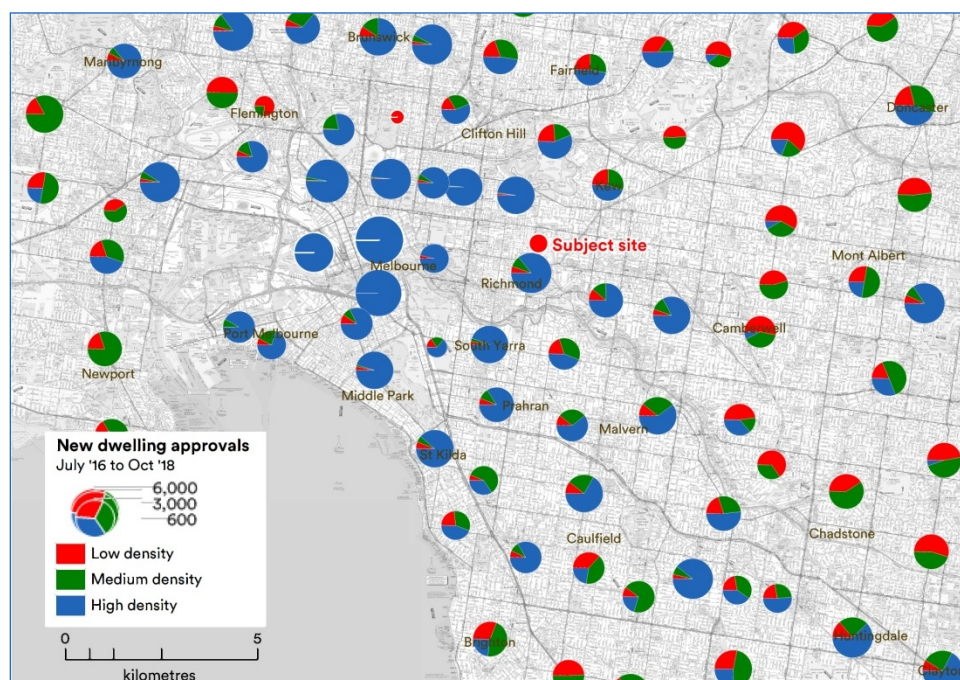 Brunswick
Maribyrnong
Fairfield
Doncaster
Flemington
Clifton Hill
Kew
Subject site
Mont Albert
Melbourne
Richmond
Port Melbourne
Camberwell
South Yarra
Newport
Middle Park
Prahran
Malvern
St Kilda
New dwelling approvals
July '16 to Oct '18
6,000
3,000
600
Low density
Medium density
High density
Chadstone
Caulfield
0 5
kilometres
Brighton
Huntingdale
Clayton